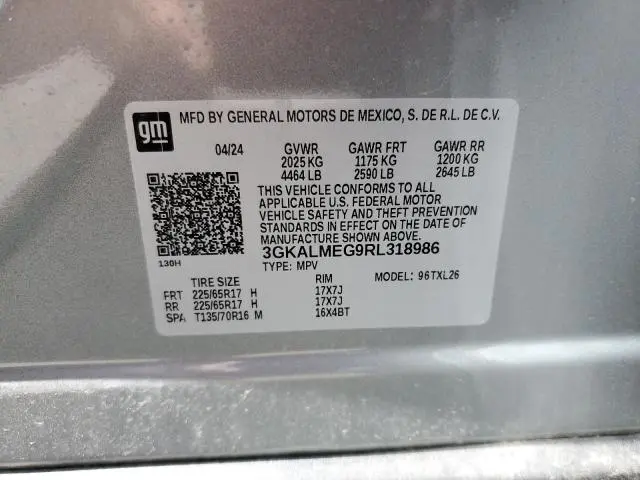 gm
MFD BY GENERAL MOTORS DE MEXICO, S. DE R.L. DE C.V.
04/24 GVWR GAWR FRT GAWR RR
2025 KG 1175 KG 1200 KG
4464 LB 2590 LB 2645 LB
THIS VEHICLE CONFORMS TO ALL
APPLICABLE U.S. FEDERAL MOTOR
VEHICLE SAFETY AND THEFT PREVENTION
STANDARDS IN EFFECT ON THE DATE OF
MANUFACTURE SHOWN ABOVE.
3GKALMEG9RL318986
130H
TYPE: MPV MODEL: 96TXL26
TIRE SIZE RIM
FRT 225/65R17 H 17X7J
RR 225/65R17 H 17X7J
SPA T135/70R16 M 16X4BT